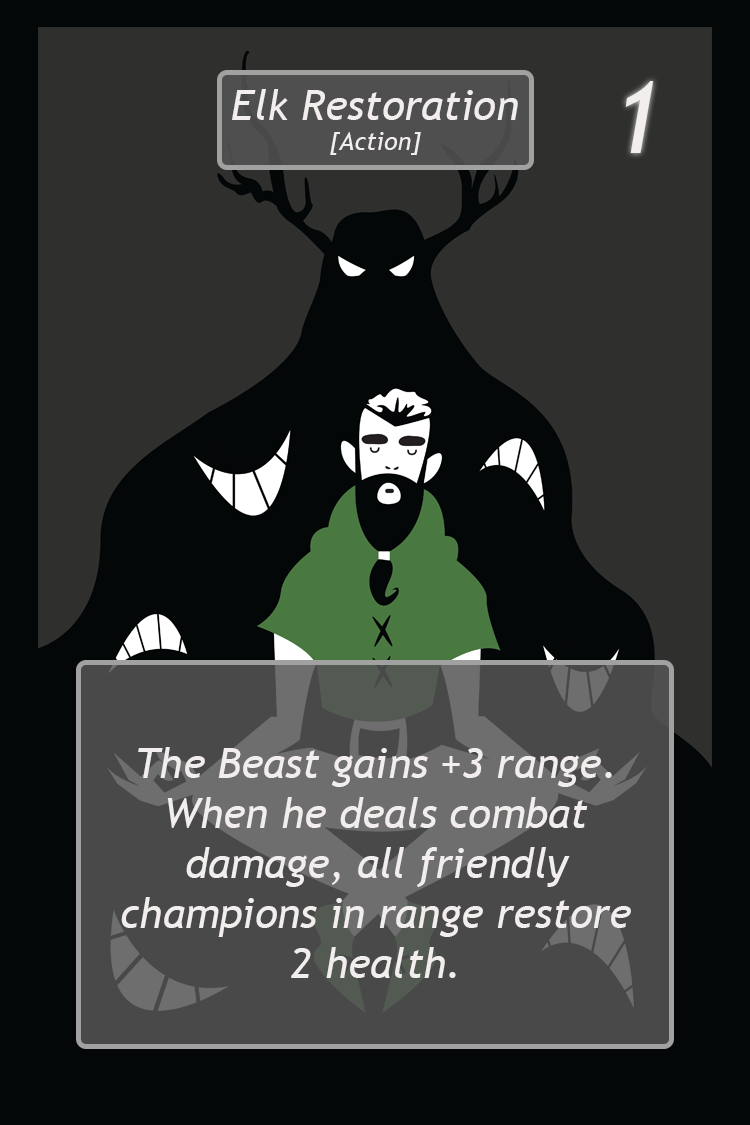 Elk Restoration
[Action]
1
The Beast gains +3 range.
When he deals combat
damage, all friendly
champions in range restore
2 health.